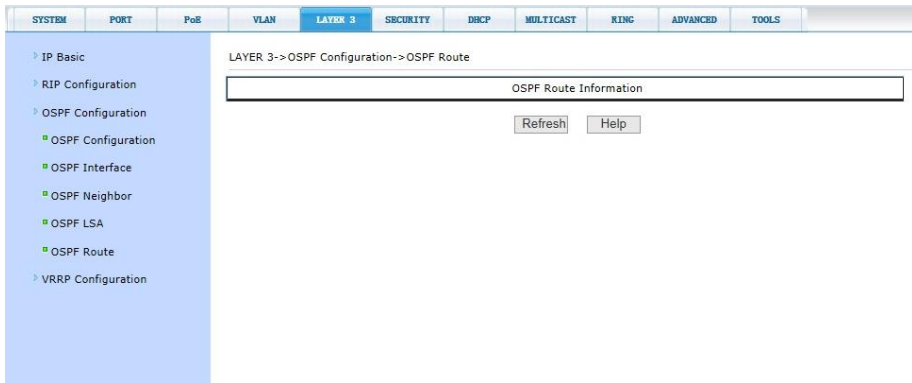 SYSTEM PORT PoE VLAN LAYER 3 SECURITY DHCP MULTICAST RING ADVANCED TOOLS
IP Basic
RIP Configuration
OSPF Configuration
OSPF Configuration
OSPF Interface
OSPF Neighbor
OSPF LSA
OSPF Route
VRRP Configuration
LAYER 3->OSPF Configuration->OSPF Route
OSPF Route Information
Refresh Help